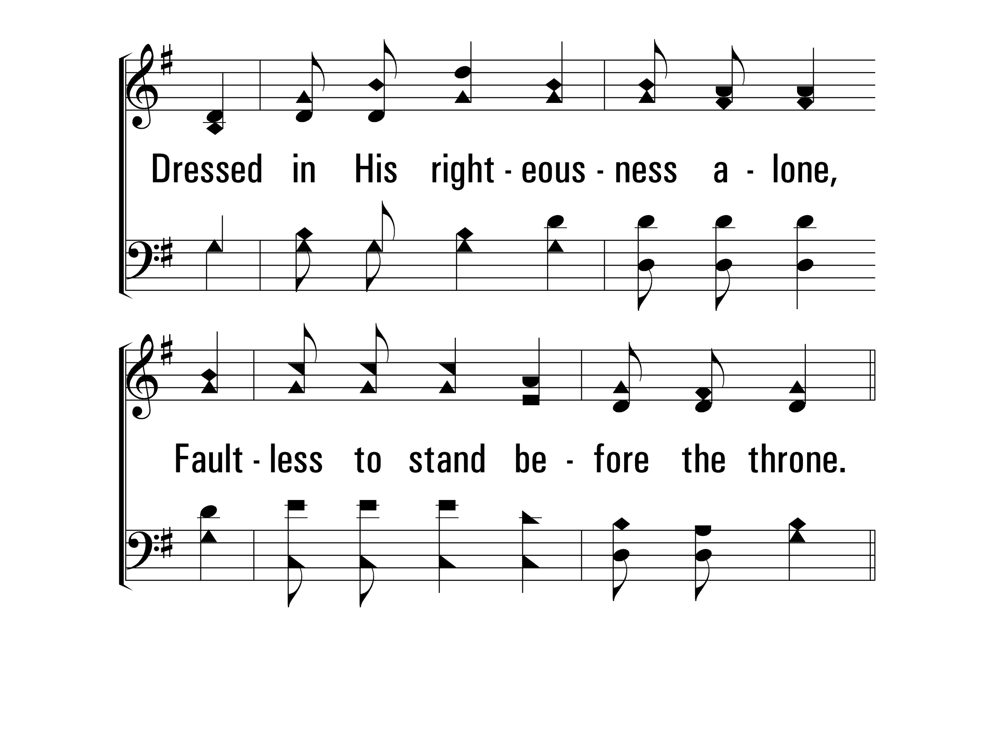 Dressed in His right - eous - ness a - lone,
Fault - less to stand be - fore the throne.